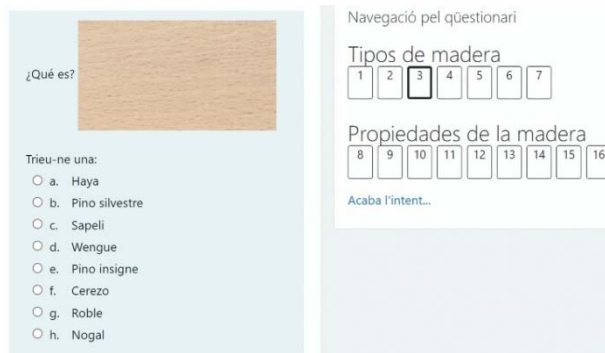 ¿Qué es?
Trieu-ne una:
a. Haya
b. Pino silvestre
c. Sapeli
d. Wengue
e. Pino insigne
f. Cerezo
g. Roble
h. Nogal
Navegació pel qüestionari
Tipos de madera
1 2 3 4 5 6 7
Propiedades de la madera
8 9 10 11 12 13 14 15 16
Acaba l'intent...